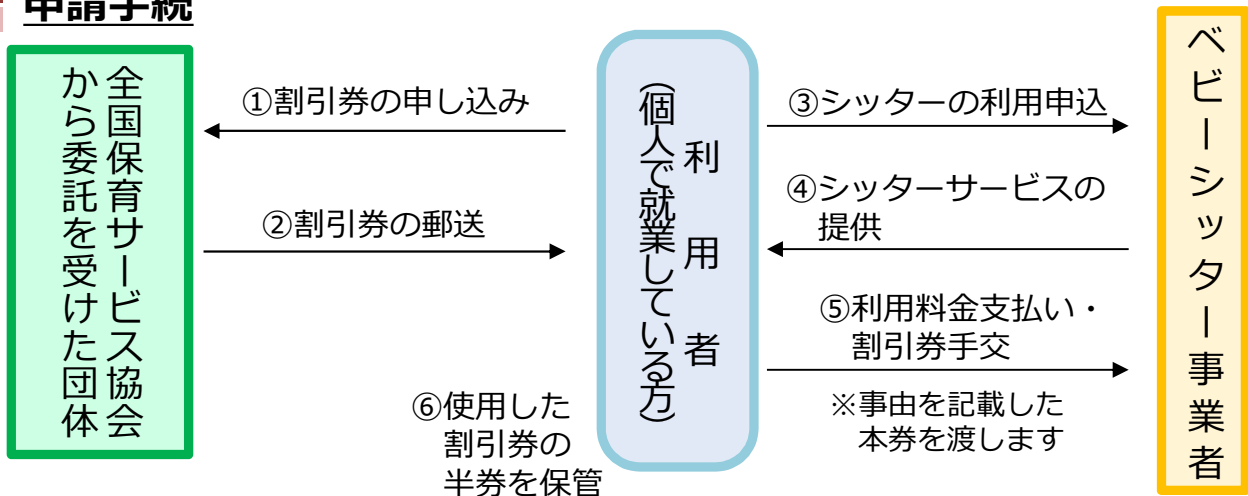 申請手続
全国保育サービス協会
から委託を受けた団体
①割引券の申し込み
②割引券の郵送
利用者
（個人で就業している方）
⑥使用した
割引券の
半券を保管
③シッターの利用申込
④シッターサービスの
提供
⑤利用料金支払い・
割引券手交
※事由を記載した
本券を渡します
ベビーシッター事業者